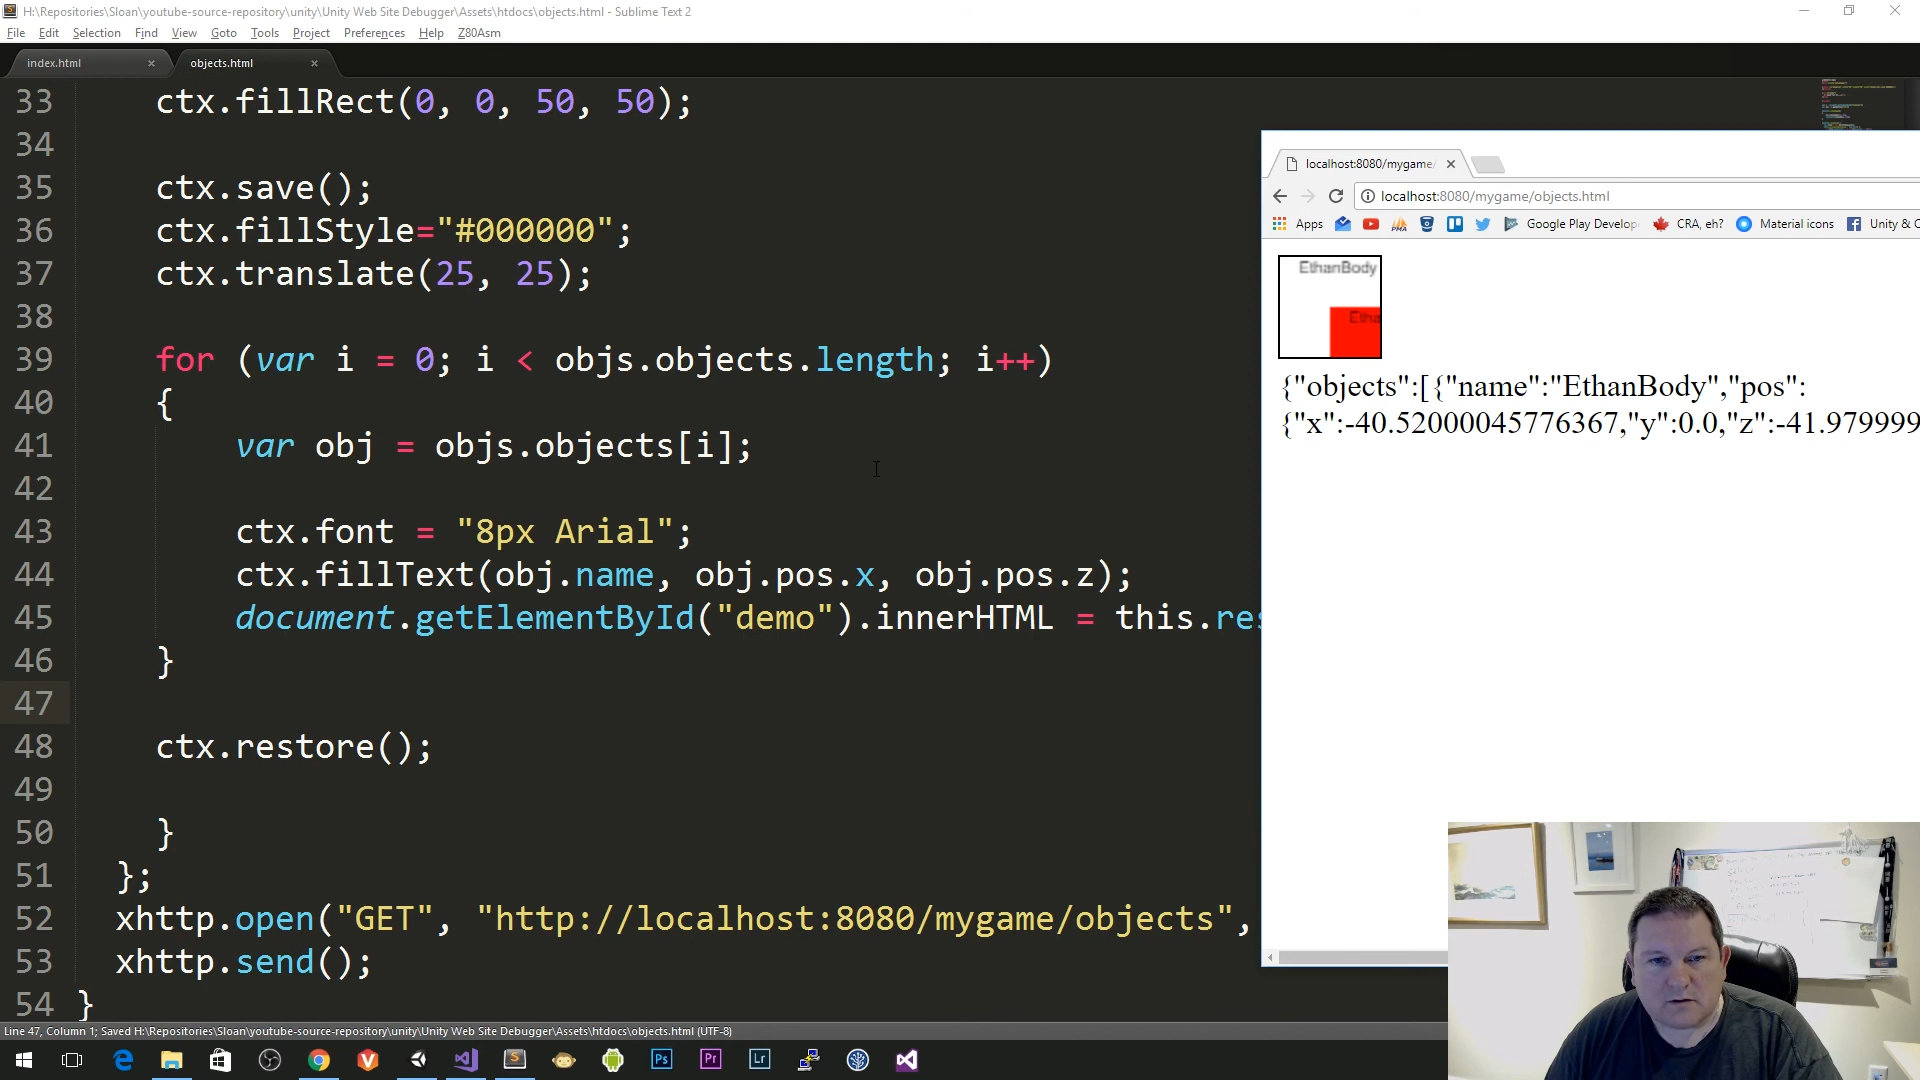 H:\Repositories\Sloan\youtube-source-repository\unity\Unity Web Site Debugger\Assets\htdocs\objects.html - Sublime Text 2
File Edit Selection Find View Goto Tools Project Preferences Help Z80Asm
index.html × objects.html ×
33 ctx.fillRect(0, 0, 50, 50);
34
35 ctx.save();
36 ctx.fillStyle="#000000";
37 ctx.translate(25, 25);
38
39 for (var i = 0; i < objs.objects.length; i++)
40 {
41 var obj = objs.objects[i];
42
43 ctx.font = "8px Arial";
44 ctx.fillText(obj.name, obj.pos.x, obj.pos.z);
45 document.getElementById("demo").innerHTML = this.res
46 }
47
48 ctx.restore();
49
50 }
51 };
52 xhttp.open("GET", "http://localhost:8080/mygame/objects",
53 xhttp.send();
54 }
Line 47, Column 1; Saved H:\Repositories\Sloan\youtube-source-repository\unity\Unity Web Site Debugger\Assets\htdocs\objects.html (UTF-8)
localhost:8080/mygame/ ×
localhost:8080/mygame/objects.html
Apps PMA Google Play Develop CRA, eh? Material icons Unity & C
EthanBody
Etha
{"objects":[{"name":"EthanBody","pos":
{"x":-40.52000045776367,"y":0.0,"z":-41.979999
Ps Pr Lr